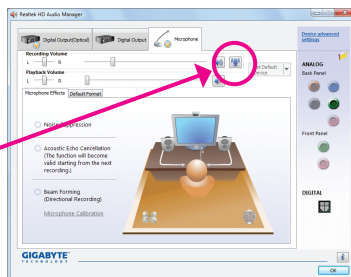 Realtek HD Audio Manager
Digital Output(Optical)
Digital Output
Microphone
Device advanced
settings
Recording Volume
L
R
Set Default
Device
Playback Volume
L
R
ANALOG
Back Panel
Microphone Effects
Default Format
Noise Suppression
Acoustic Echo Cancellation
(The function will become
valid starting from the next
recording.)
Front Panel
Beam Forming
(Directional Recording)
Microphone Calibration
DIGITAL
GIGABYTE
TECHNOLOGY
i
OK